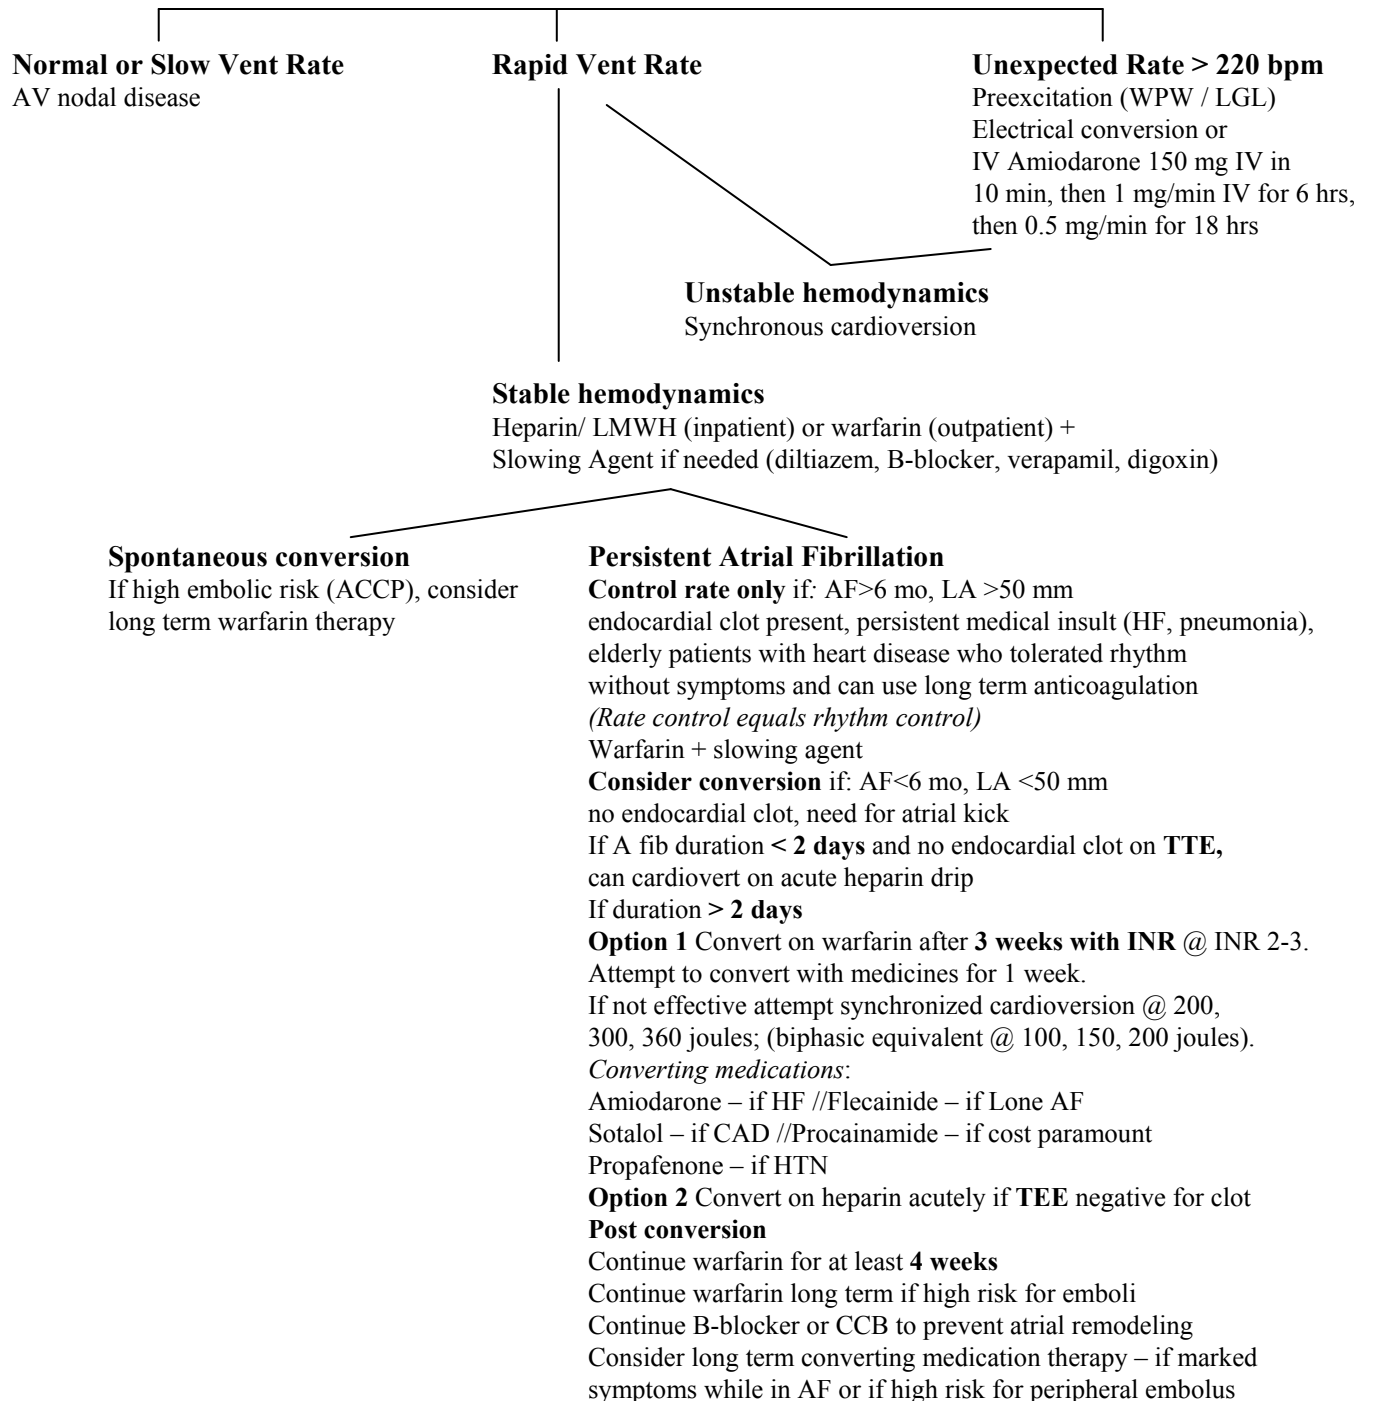 Normal or Slow Vent Rate
AV nodal disease
Rapid Vent Rate
Unexpected Rate > 220 bpm
Preexcitation (WPW / LGL)
Electrical conversion or
IV Amiodarone 150 mg IV in
10 min, then 1 mg/min IV for 6 hrs,
then 0.5 mg/min for 18 hrs
Unstable hemodynamics
Synchronous cardioversion
Stable hemodynamics
Heparin/ LMWH (inpatient) or warfarin (outpatient) +
Slowing Agent if needed (diltiazem, B-blocker, verapamil, digoxin)
Spontaneous conversion
If high embolic risk (ACCP), consider
long term warfarin therapy
Persistent Atrial Fibrillation
Control rate only if: AF>6 mo, LA >50 mm
endocardial clot present, persistent medical insult (HF, pneumonia),
elderly patients with heart disease who tolerated rhythm
without symptoms and can use long term anticoagulation
(Rate control equals rhythm control)
Warfarin + slowing agent
Consider conversion if: AF<6 mo, LA <50 mm
no endocardial clot, need for atrial kick
If A fib duration < 2 days and no endocardial clot on TTE,
can cardiovert on acute heparin drip
If duration > 2 days
Option 1 Convert on warfarin after 3 weeks with INR @ INR 2-3.
Attempt to convert with medicines for 1 week.
If not effective attempt synchronized cardioversion @ 200,
300, 360 joules; (biphasic equivalent @ 100, 150, 200 joules).
Converting medications:
Amiodarone – if HF //Flecainide – if Lone AF
Sotalol – if CAD //Procainamide – if cost paramount
Propafenone – if HTN
Option 2 Convert on heparin acutely if TEE negative for clot
Post conversion
Continue warfarin for at least 4 weeks
Continue warfarin long term if high risk for emboli
Continue B-blocker or CCB to prevent atrial remodeling
Consider long term converting medication therapy – if marked
symptoms while in AF or if high risk for peripheral embolus